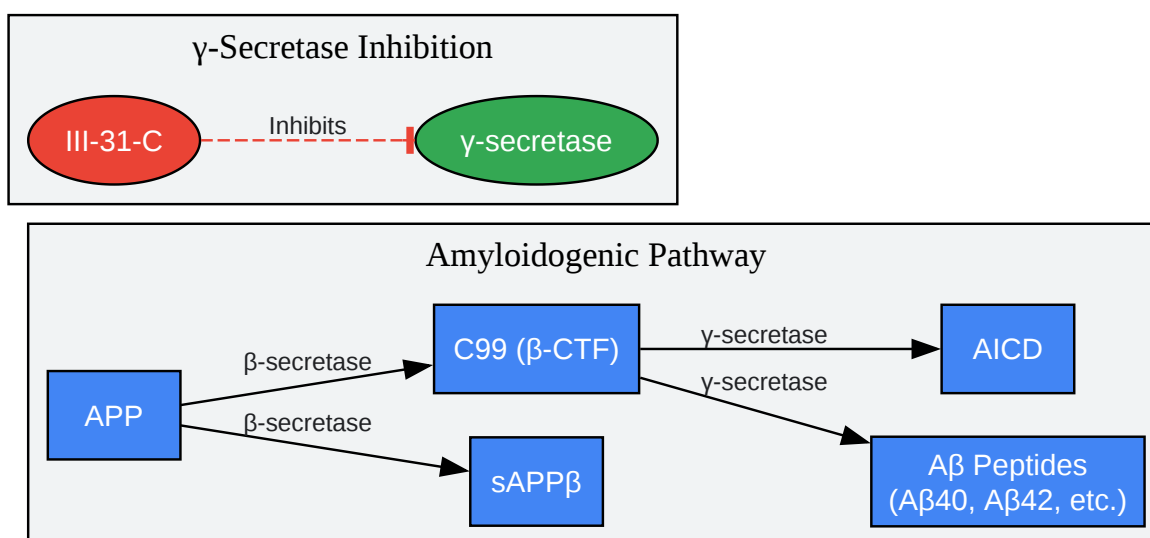 γ-Secretase Inhibition
III-31-C
Inhibits
γ-secretase
Amyloidogenic Pathway
APP
β-secretase
β-secretase
C99 (β-CTF)
sAPPβ
γ-secretase
γ-secretase
AICD
Aβ Peptides
(Aβ40, Aβ42, etc.)